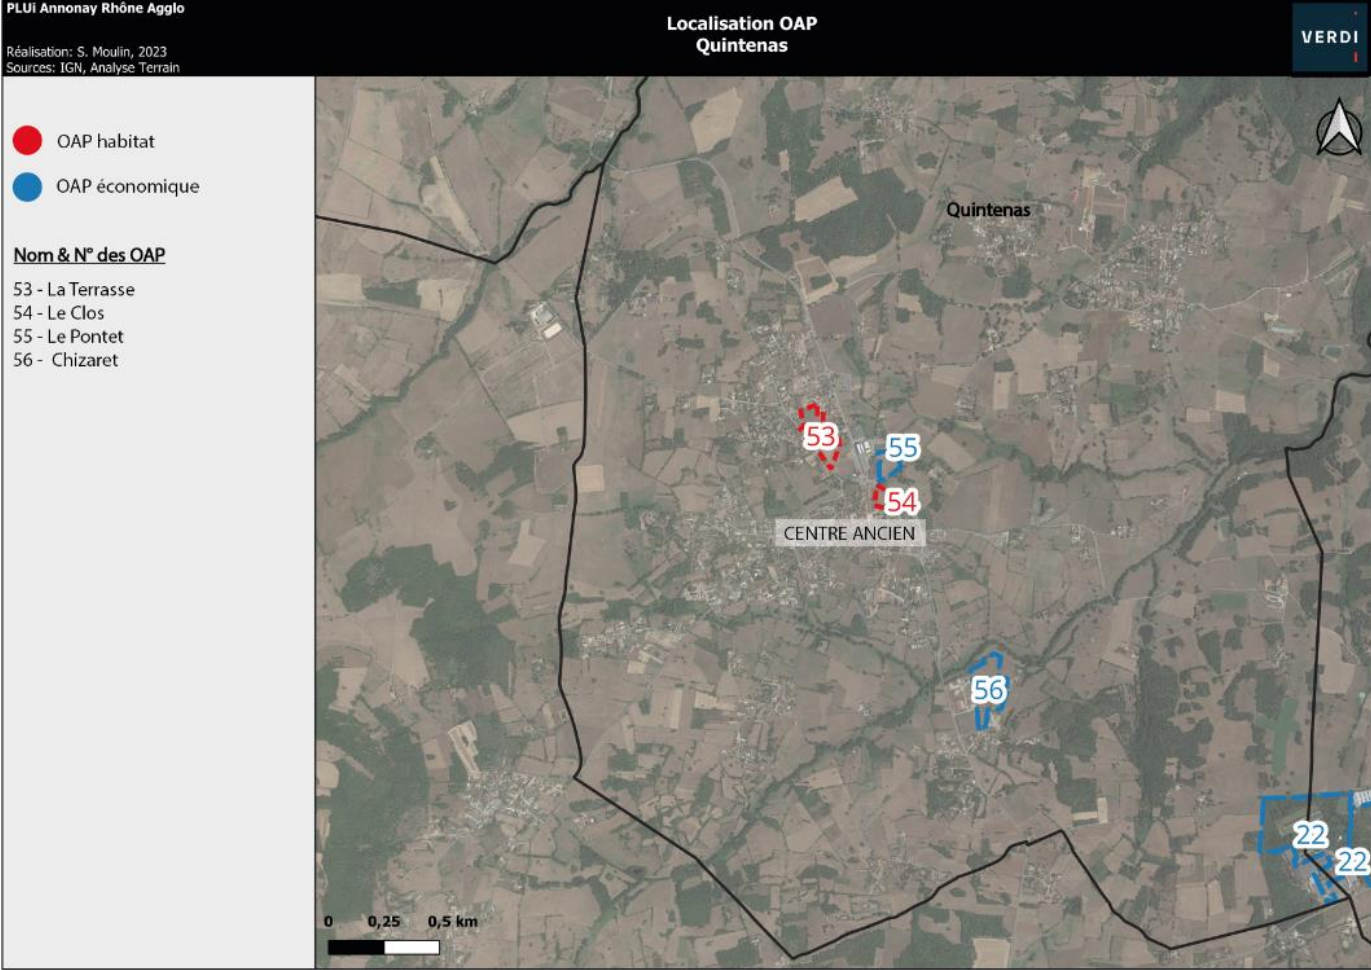 PLUi Annonay Rhône Agglo
Réalisation: S. Moulin, 2023
Sources: IGN, Analyse Terrain
Localisation OAP
Quintenas
VERDI
OAP habitat
OAP économique
Nom & N° des OAP
53 - La Terrasse
54 - Le Clos
55 - Le Pontet
56 - Chizaret
Quintenas
53
55
54
CENTRE ANCIEN
56
22
22
0 0,25 0,5 km